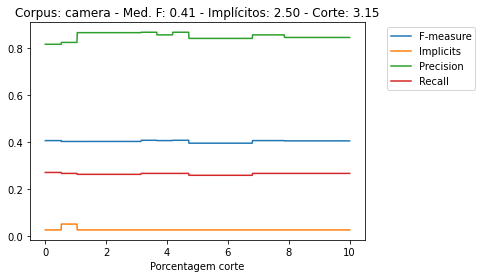 Corpus: camera - Med. F: 0.41 - Implícitos: 2.50 - Corte: 3.15
F-measure
Implicits
Precision
Recall
0.8
0.6
0.4
0.2
0.0
0 2 4 6 8 10
Porcentagem corte